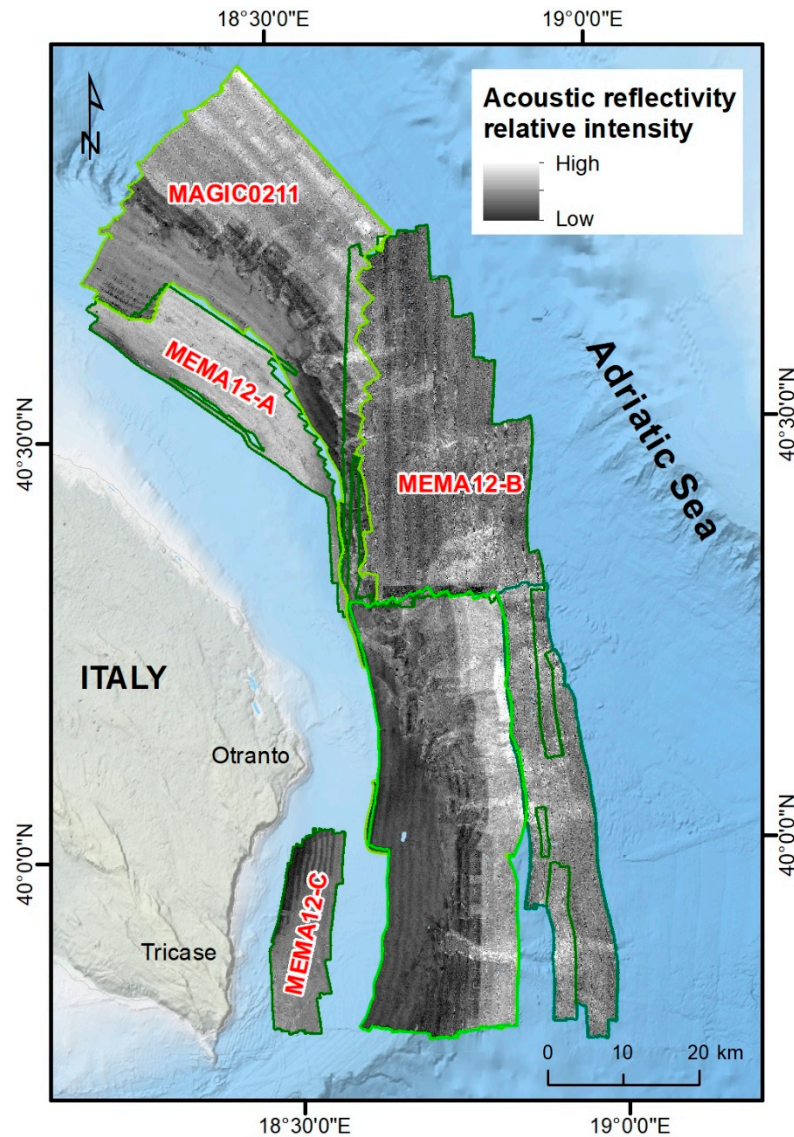 18°30'0"E
19°0'0"E
N
Acoustic reflectivity
relative intensity
High
Low
MAGIC0211
MEMA12-A
Adriatic Sea
40°30'0"N
40°30'0"N
MEMA12-B
ITALY
Otranto
40°0'0"N
40°0'0"N
MEMA12-C
Tricase
0 10 20 km
18°30'0"E
19°0'0"E